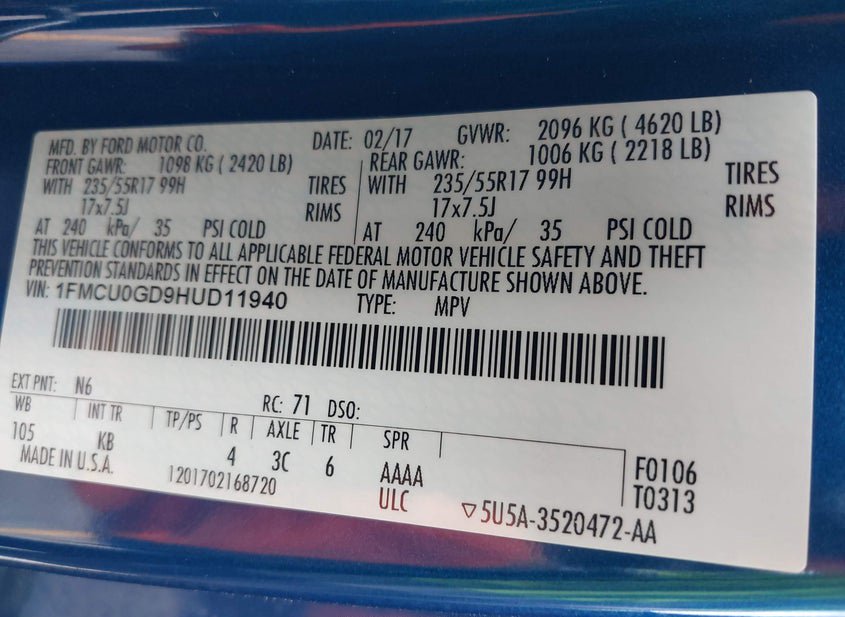 MFD. BY FORD MOTOR CO. DATE: 02/17 GVWR: 2096 KG ( 4620 LB)
FRONT GAWR: 1098 KG ( 2420 LB) REAR GAWR: 1006 KG ( 2218 LB)
WITH 235/55R17 99H TIRES WITH 235/55R17 99H TIRES
17x7.5J RIMS 17x7.5J RIMS
AT 240 kPa/ 35 PSI COLD AT 240 kPa/ 35 PSI COLD
THIS VEHICLE CONFORMS TO ALL APPLICABLE FEDERAL MOTOR VEHICLE SAFETY AND THEFT
PREVENTION STANDARDS IN EFFECT ON THE DATE OF MANUFACTURE SHOWN ABOVE.
VIN: 1FMCU0GD9HUD11940 TYPE: MPV
EXT PNT: N6 RC: 71 DSO:
WB INT TR TP/PS R AXLE TR SPR
105 KB 4 3C 6 AAAA F0106
MADE IN U.S.A. 1201702168720 ULC T0313
▽5U5A-3520472-AA